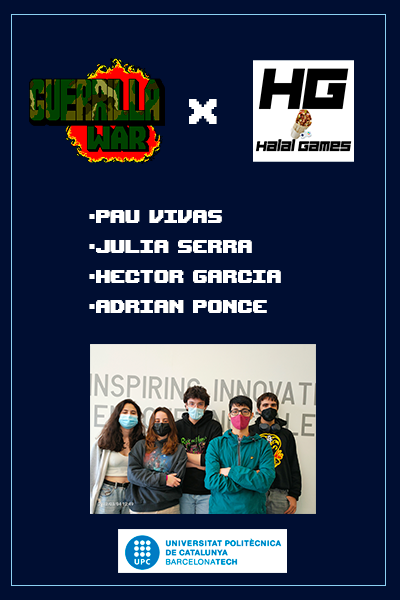 GUERRILLA
WAR
X
HG
Halal Games
·PAU VIVAS
·JULIA SERRA
·HECTOR GARCIA
·ADRIAN PONCE
INSPIRING INNOVATI
UPC
UNIVERSITAT POLITÈCNICA
DE CATALUNYA
BARCELONATECH